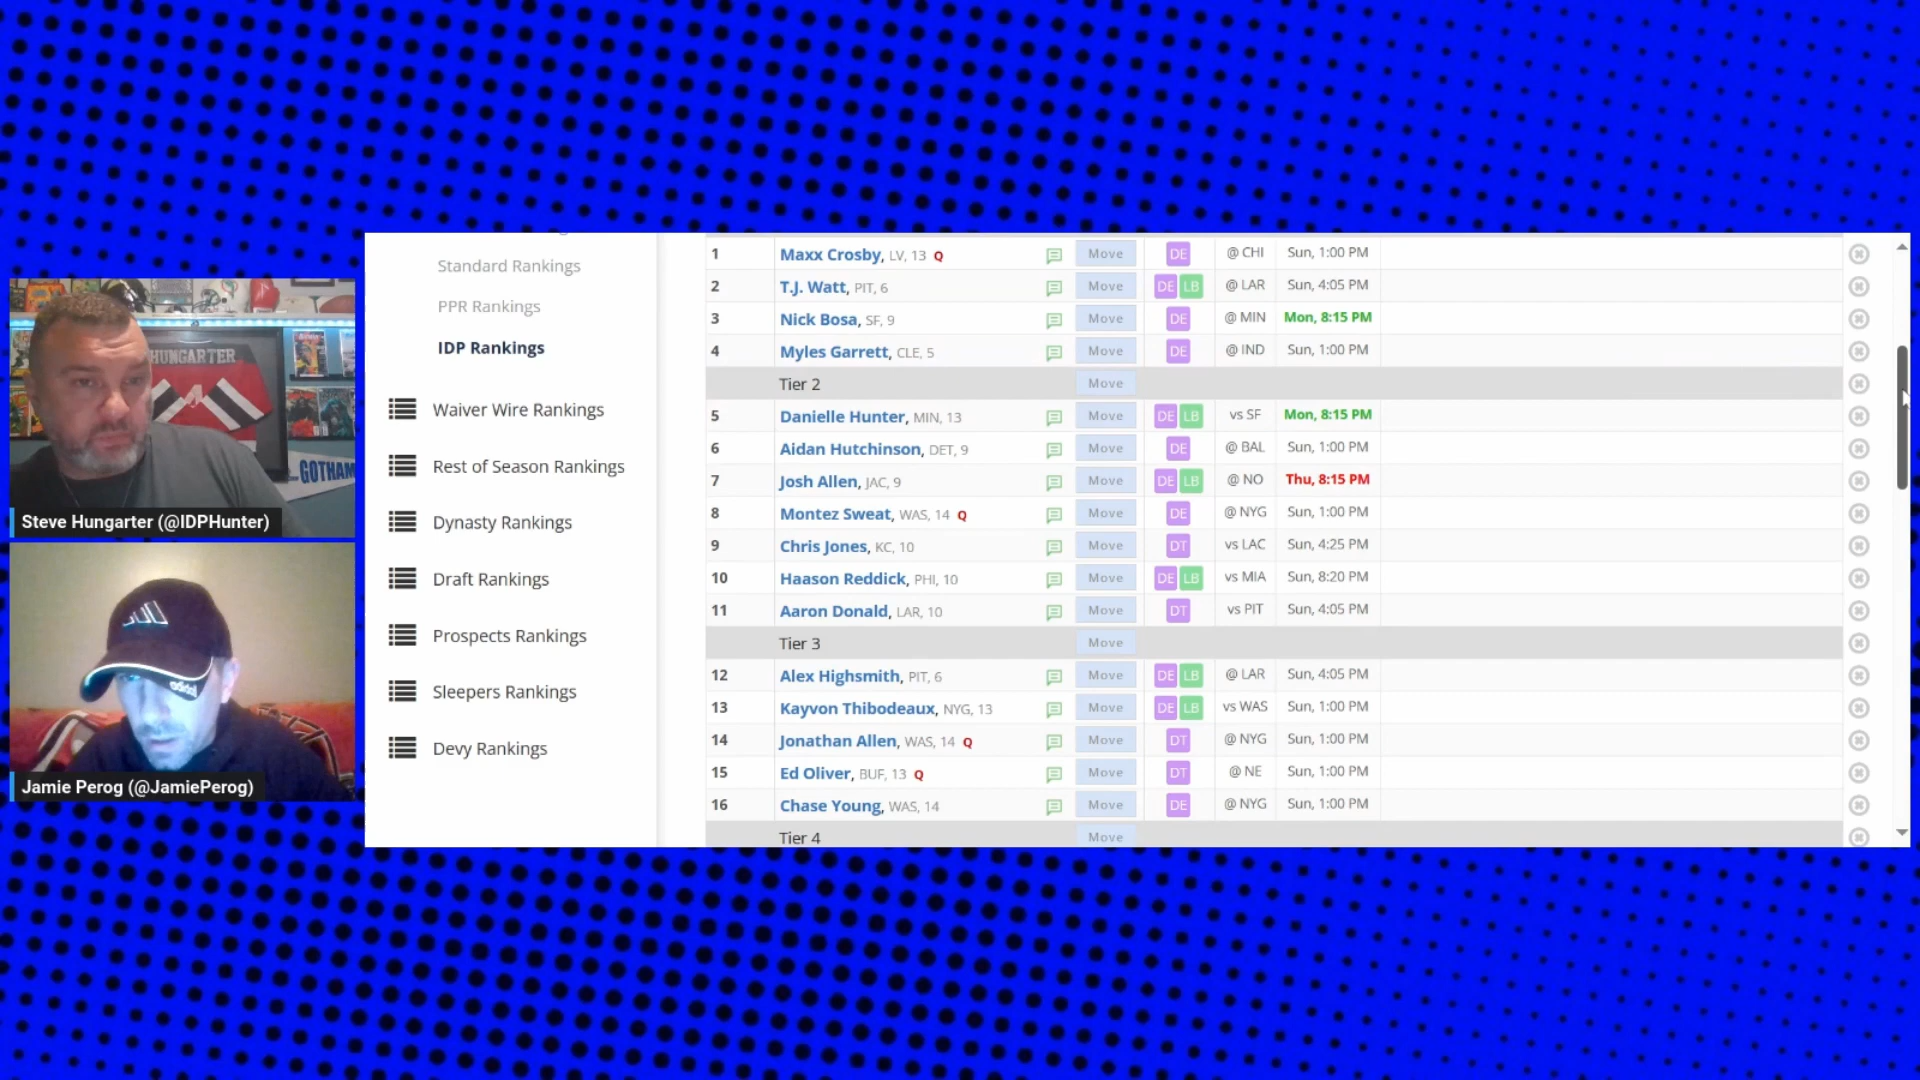 HUNGARTER
GOTHAM
Steve Hungarter (@IDPHunter)
adidas
Jamie Perog (@JamiePerog)
Standard Rankings
PPR Rankings
IDP Rankings
Waiver Wire Rankings
Rest of Season Rankings
Dynasty Rankings
Draft Rankings
Prospects Rankings
Sleepers Rankings
Devy Rankings
1 Maxx Crosby, LV, 13 Q Move DE @ CHI Sun, 1:00 PM
2 T.J. Watt, PIT, 6 Move DE LB @ LAR Sun, 4:05 PM
3 Nick Bosa, SF, 9 Move DE @ MIN Mon, 8:15 PM
4 Myles Garrett, CLE, 5 Move DE @ IND Sun, 1:00 PM
Tier 2 Move
5 Danielle Hunter, MIN, 13 Move DE LB vs SF Mon, 8:15 PM
6 Aidan Hutchinson, DET, 9 Move DE @ BAL Sun, 1:00 PM
7 Josh Allen, JAC, 9 Move DE LB @ NO Thu, 8:15 PM
8 Montez Sweat, WAS, 14 Q Move DE @ NYG Sun, 1:00 PM
9 Chris Jones, KC, 10 Move DT vs LAC Sun, 4:25 PM
10 Haason Reddick, PHI, 10 Move DE LB vs MIA Sun, 8:20 PM
11 Aaron Donald, LAR, 10 Move DT vs PIT Sun, 4:05 PM
Tier 3 Move
12 Alex Highsmith, PIT, 6 Move DE LB @ LAR Sun, 4:05 PM
13 Kayvon Thibodeaux, NYG, 13 Move DE LB vs WAS Sun, 1:00 PM
14 Jonathan Allen, WAS, 14 Q Move DT @ NYG Sun, 1:00 PM
15 Ed Oliver, BUF, 13 Q Move DT @ NE Sun, 1:00 PM
16 Chase Young, WAS, 14 Move DE @ NYG Sun, 1:00 PM
Tier 4 Move